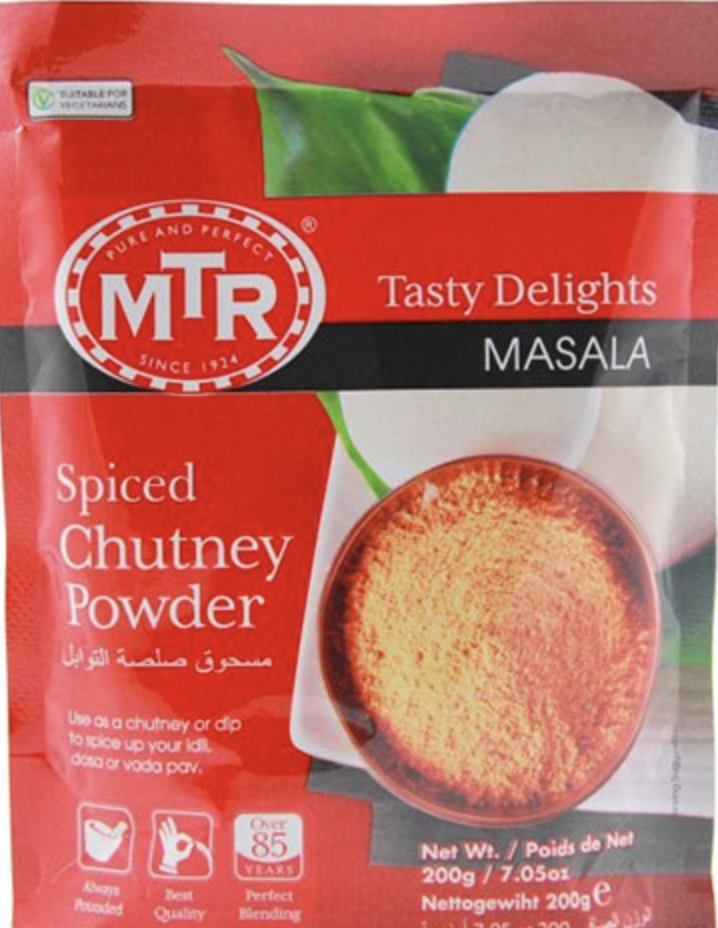 SUITABLE FOR
VEGETARIANS
PURE AND PERFECT
®
MTR
SINCE 1924
Tasty Delights
MASALA
Spiced
Chutney
Powder
مسحوق صلصة التوابل
Use as a chutney or dip
to spice up your idli,
dosa or vada pav.
Always
Pounded
Best
Quality
Over
85
YEARS
Perfect
Blending
Net Wt. / Poids de Net
200g / 7.05oz
Nettogewiht 200g e